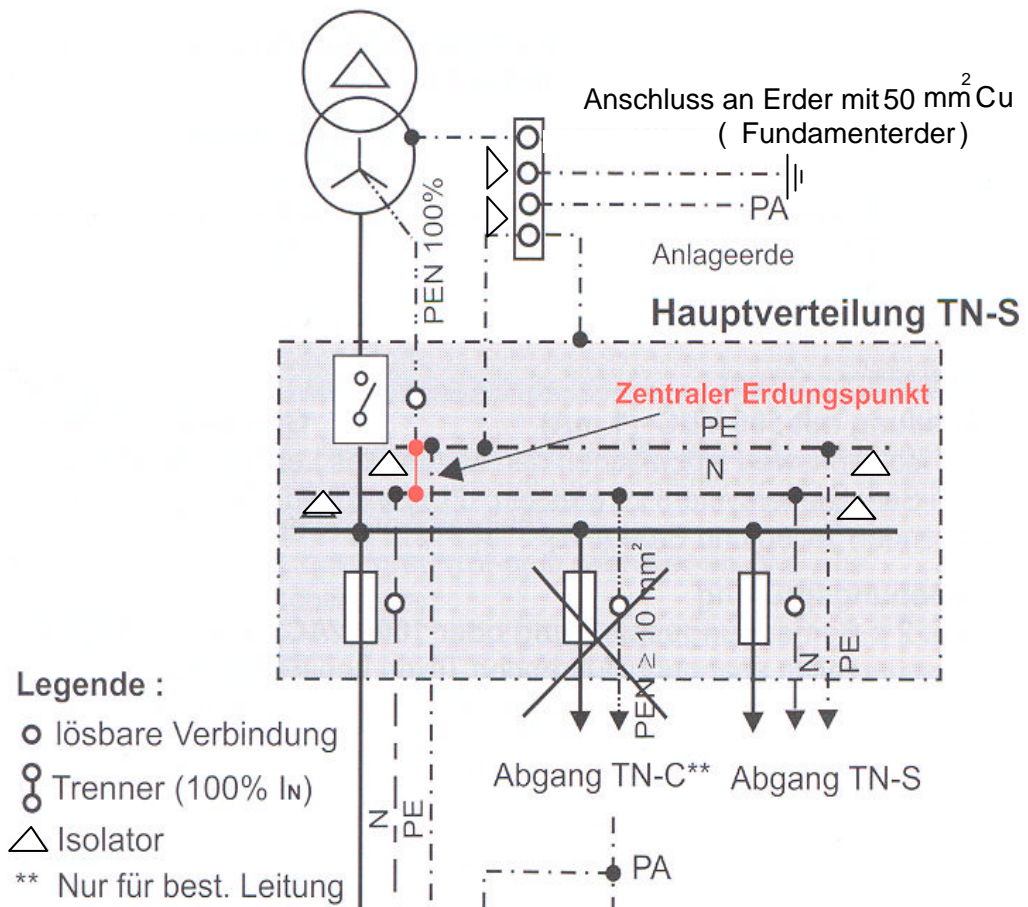 Anschluss an Erder mit 50 mm² Cu
( Fundamenterder )
PEN 100%
PA
Anlageerde
Hauptverteilung TN-S
Zentraler Erdungspunkt
PE
N
PEN ≥ 10 mm²
N
PE
Legende :
lösbare Verbindung
Trenner (100% IN)
Isolator
** Nur für best. Leitung
N
PE
Abgang TN-C**
Abgang TN-S
PA